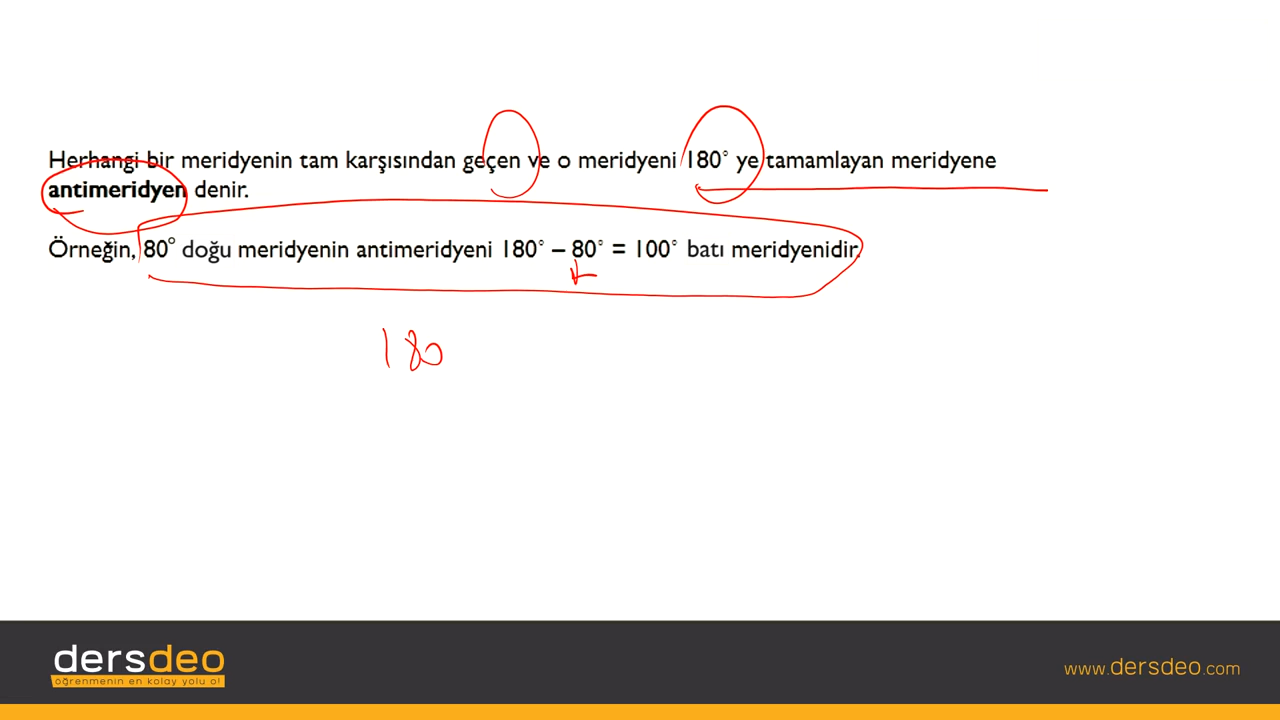 Herhangi bir meridyenin tam karşısından geçen ve o meridyeni 180° ye tamamlayan meridyene
antimeridyen denir.
Örneğin, 80° doğu meridyenin antimeridyeni 180° – 80° = 100° batı meridyenidir.
180
dersdeo
öğrenmenin en kolay yolu o!
www.dersdeo.com